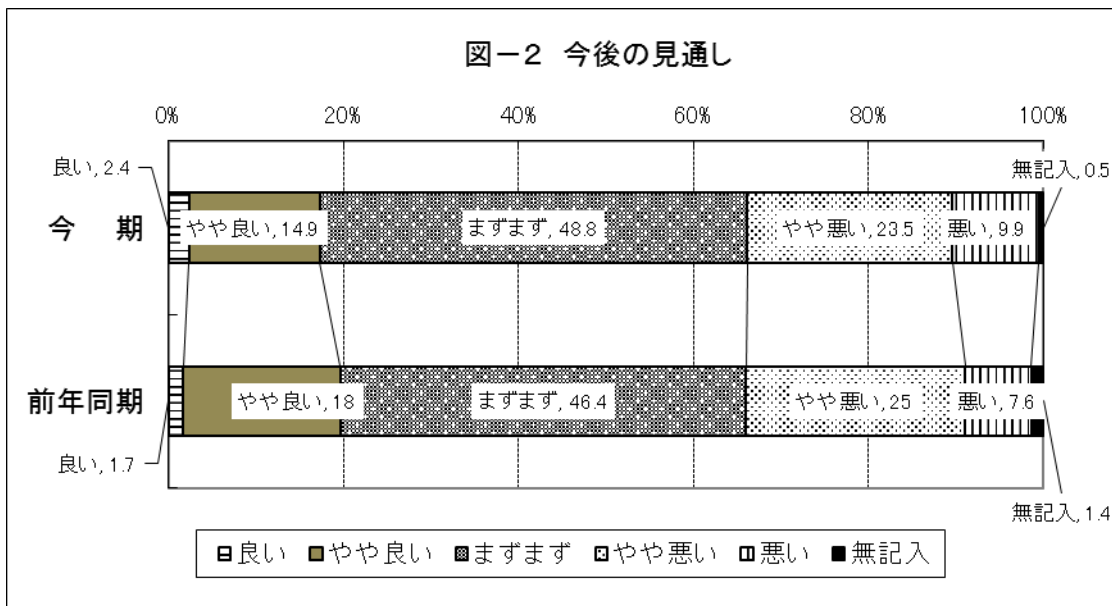 図－2 今後の見通し
0% 20% 40% 60% 80% 100%
良い, 2.4
無記入, 0.5
今 期
やや良い, 14.9
まずまず, 48.8
やや悪い, 23.5
悪い, 9.9
前年同期
やや良い, 18
まずまず, 46.4
やや悪い, 25
悪い, 7.6
良い, 1.7
無記入, 1.4
良い やや良い まずまず やや悪い 悪い 無記入